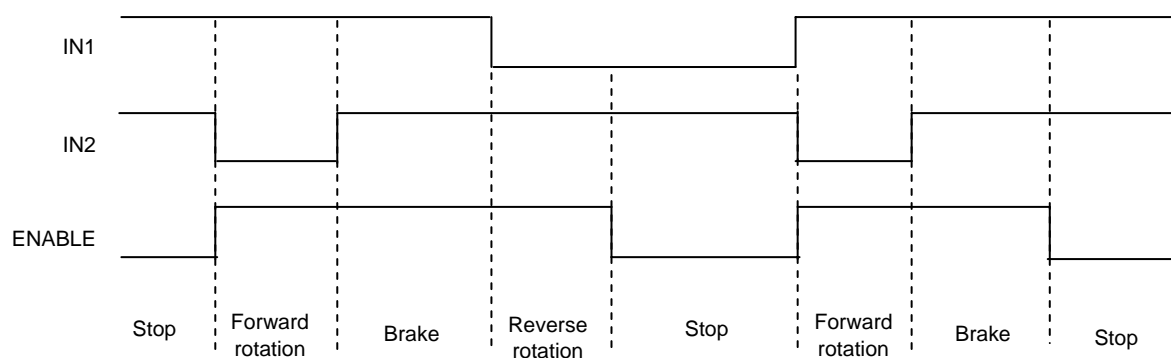 IN1
IN2
ENABLE
Stop
Forward
rotation
Brake
Reverse
rotation
Stop
Forward
rotation
Brake
Stop